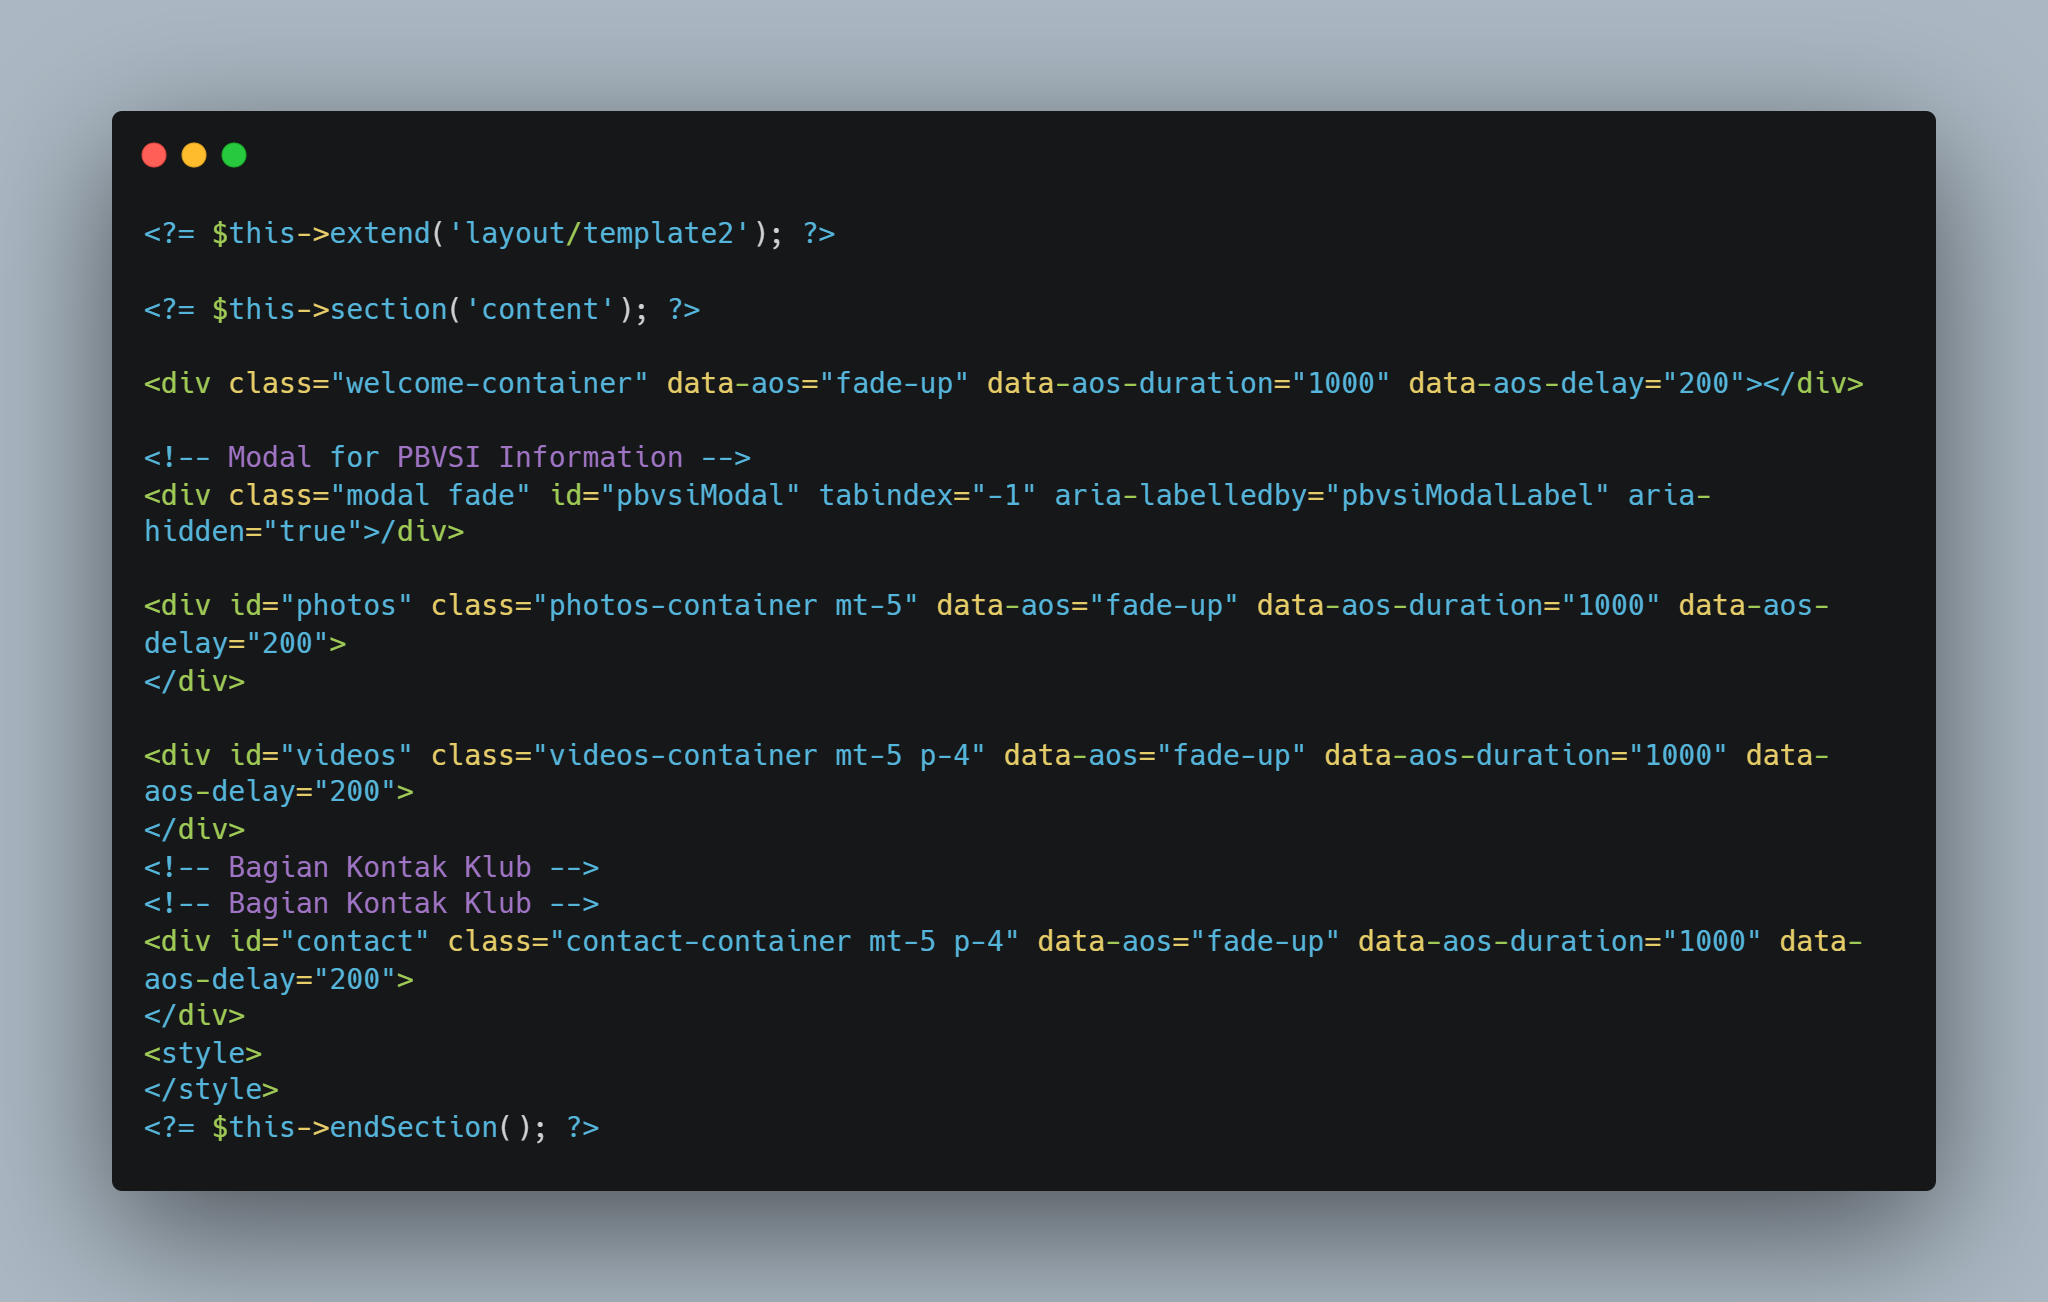 <?= $this->extend('layout/template2'); ?>
<?= $this->section('content'); ?>
<div class="welcome-container" data-aos="fade-up" data-aos-duration="1000" data-aos-delay="200"></div>
<!-- Modal for PBVSI Information -->
<div class="modal fade" id="pbvsiModal" tabindex="-1" aria-labelledby="pbvsiModalLabel" aria-
hidden="true">/div>
<div id="photos" class="photos-container mt-5" data-aos="fade-up" data-aos-duration="1000" data-aos-
delay="200">
</div>
<div id="videos" class="videos-container mt-5 p-4" data-aos="fade-up" data-aos-duration="1000" data-
aos-delay="200">
</div>
<!-- Bagian Kontak Klub -->
<!-- Bagian Kontak Klub -->
<div id="contact" class="contact-container mt-5 p-4" data-aos="fade-up" data-aos-duration="1000" data-
aos-delay="200">
</div>
<style>
</style>
<?= $this->endSection(); ?>